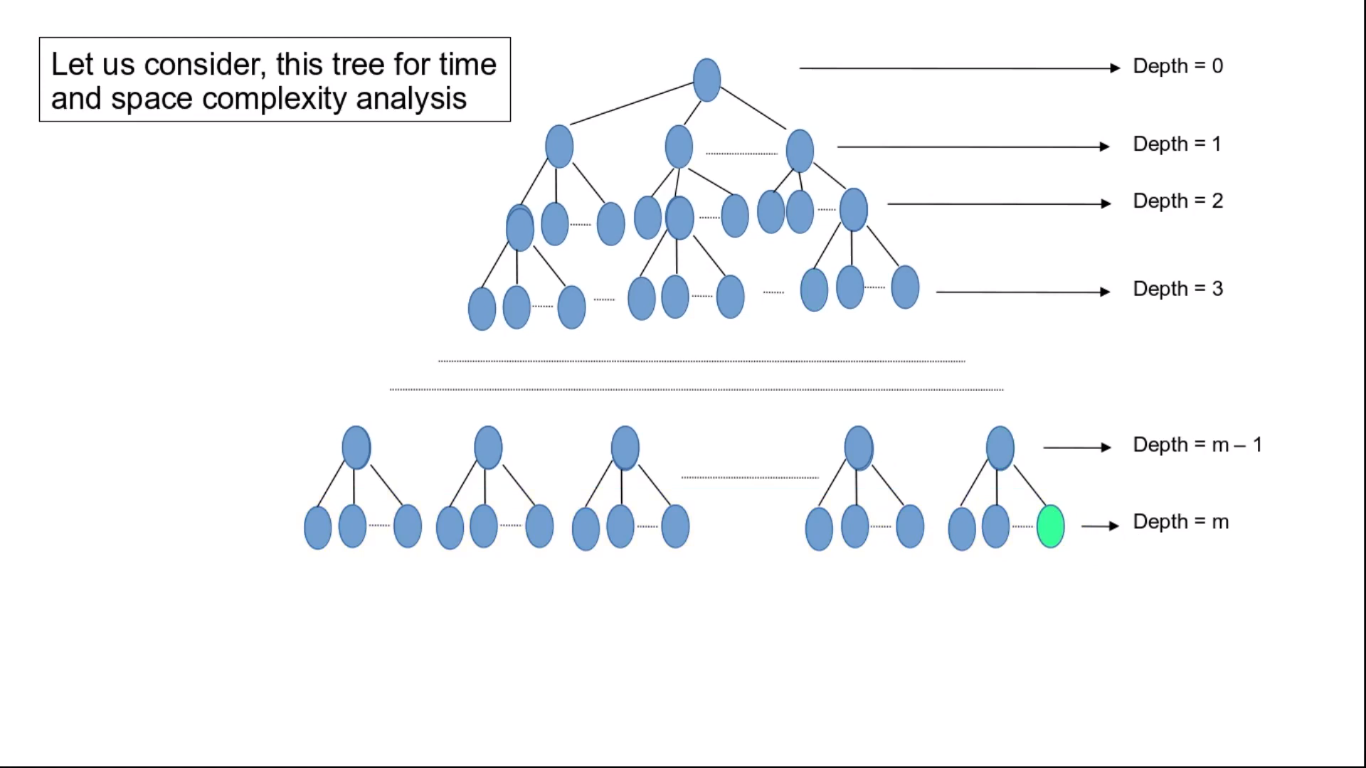 Let us consider, this tree for time
and space complexity analysis
Depth = 0
Depth = 1
Depth = 2
Depth = 3
Depth = m – 1
Depth = m